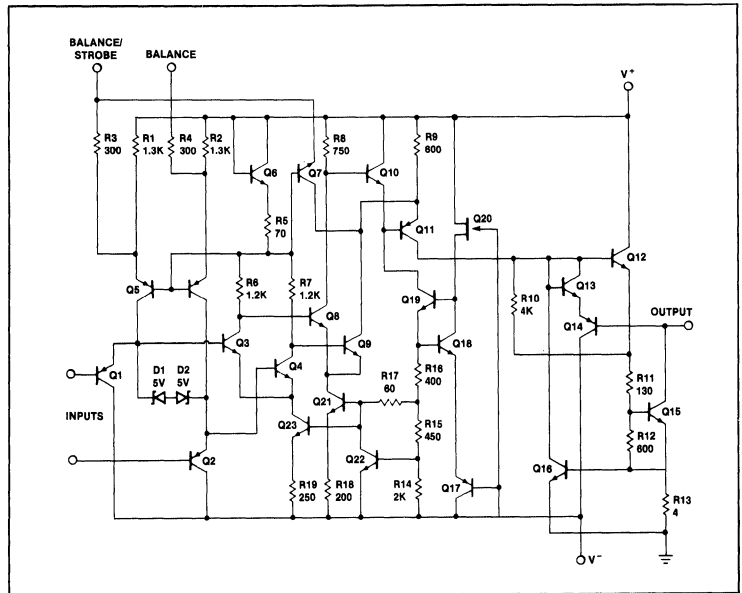 BALANCE/
STROBE
BALANCE
V+
R3
300
R1
1.3K
R4
300
R2
1.3K
Q6
Q7
R8
750
Q10
R9
600
R5
70
Q11
Q20
Q5
Q12
R6
1.2K
R7
1.2K
Q8
Q19
R10
4K
Q13
OUTPUT
Q14
Q18
Q3
Q9
Q1
D1
5V
D2
5V
Q4
R17
60
R16
400
R11
130
INPUTS
Q21
Q15
Q23
R15
450
R12
600
Q2
Q22
Q16
R19
250
R18
200
R14
2K
Q17
R13
4
V−